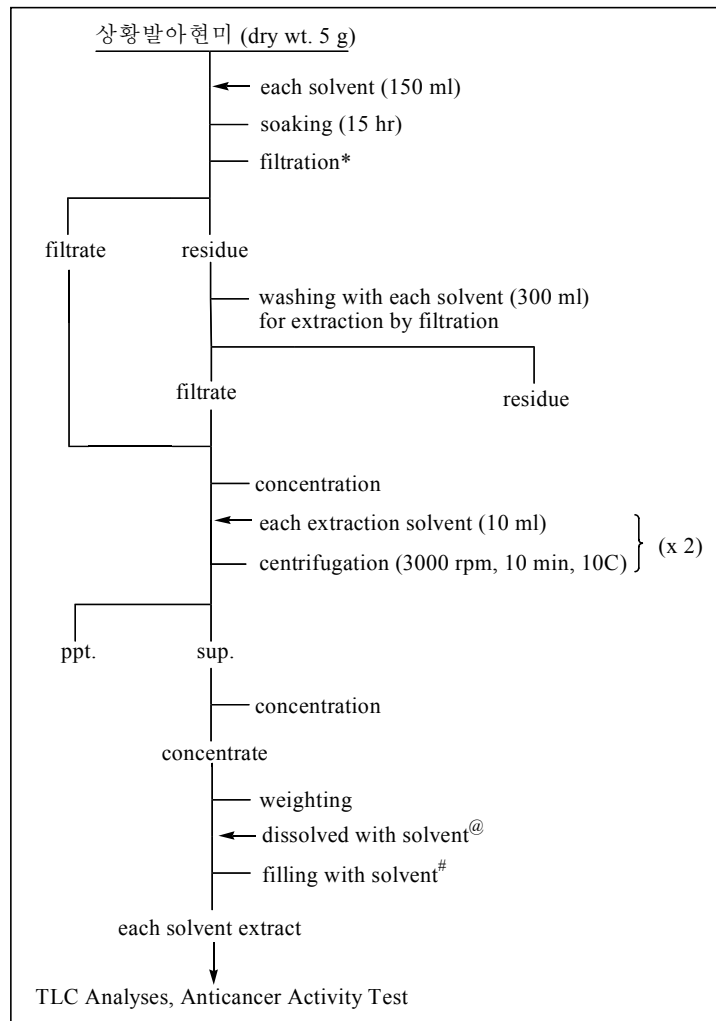 상황발아현미 (dry wt. 5 g)
each solvent (150 ml)
soaking (15 hr)
filtration*
filtrate residue
washing with each solvent (300 ml)
for extraction by filtration
filtrate
residue
concentration
each extraction solvent (10 ml)
centrifugation (3000 rpm, 10 min, 10C)
(x 2)
ppt. sup.
concentration
concentrate
weighting
dissolved with solvent@
filling with solvent#
each solvent extract
TLC Analyses, Anticancer Activity Test